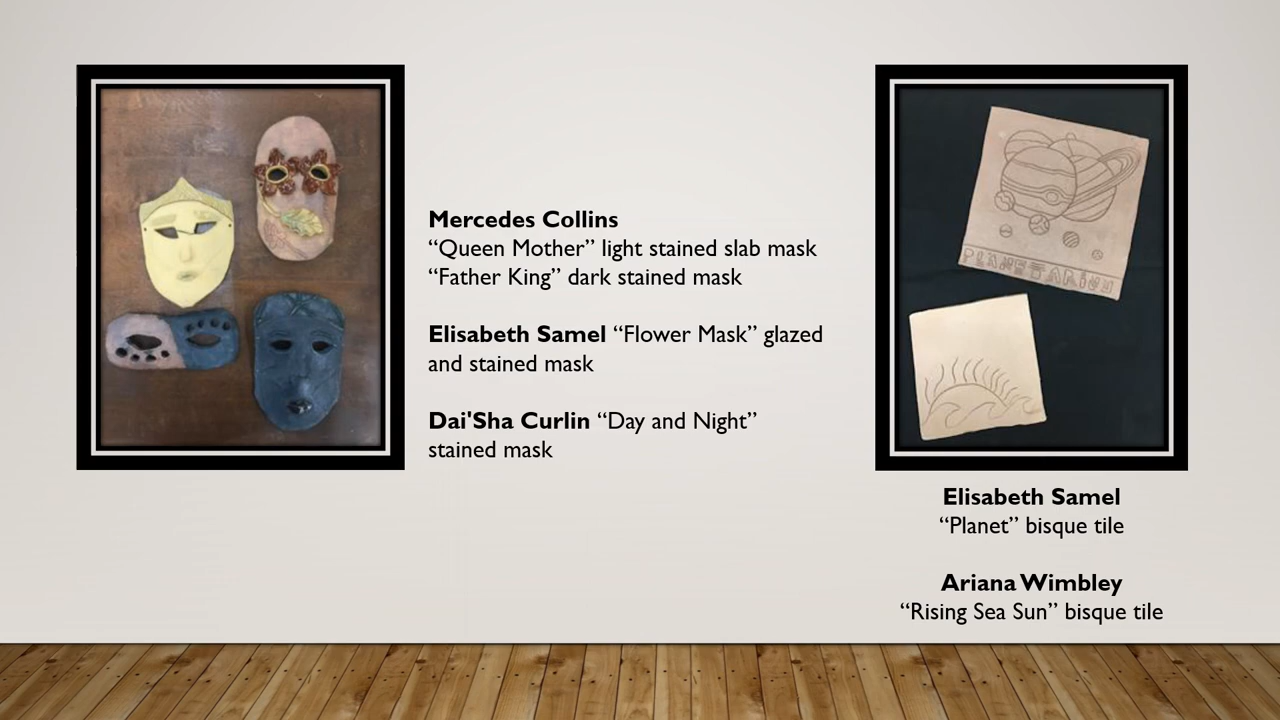 Mercedes Collins
“Queen Mother” light stained slab mask
“Father King” dark stained mask
Elisabeth Samel “Flower Mask” glazed
and stained mask
Dai'Sha Curlin “Day and Night”
stained mask
PLANETARIUM
Elisabeth Samel
“Planet” bisque tile
Ariana Wimbley
“Rising Sea Sun” bisque tile